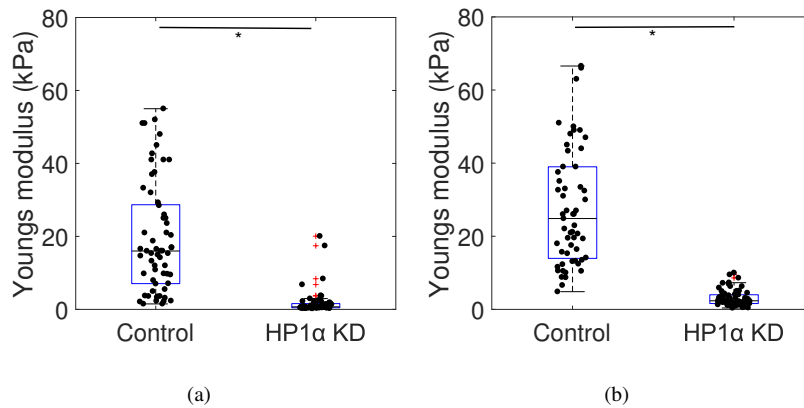 80
60
40
20
0
Youngs modulus (kPa)
*
Control
HP1α KD
(a)
80
60
40
20
0
Youngs modulus (kPa)
*
Control
HP1α KD
(b)